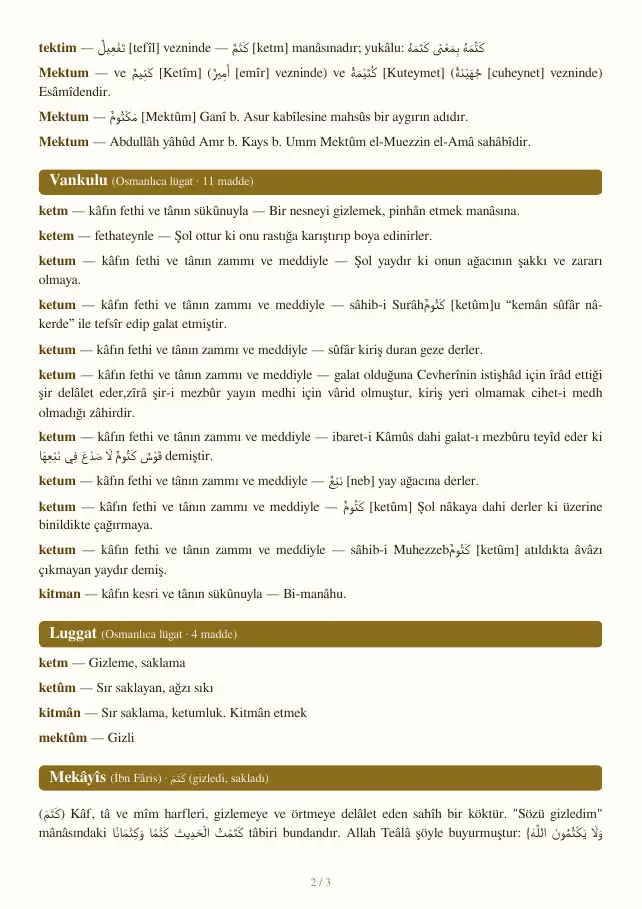 tektim — تَفْعِيلٌ [tefîl] vezninde — كَتْمٌ [ketm] manâsınadır; yukâlu: كَتَّمَهُ بِمَعْنَى كَتَمَهُ
Mektum — ve كَتِيمٌ [Ketîm] (أَمِيرٌ [emîr] vezninde) ve كُتَيْمَةُ [Kuteymet] (جُهَيْنَةُ [cuheynet] vezninde)
Esâmîdendir.
Mektum — مَكْتُومٌ [Mektûm] Ganî b. Asur kabîlesine mahsûs bir aygırın adıdır.
Mektum — Abdullâh yâhûd Amr b. Kays b. Umm Mektûm el-Muezzin el-Amâ sahâbîdir.
Vankulu (Osmanlıca lügat · 11 madde)
ketm — kâfın fethi ve tânın sükûnuyla — Bir nesneyi gizlemek, pinhân etmek manâsına.
ketem — fethateynle — Şol ottur ki onu rastığa karıştırıp boya edinirler.
ketum — kâfın fethi ve tânın zammı ve meddiyle — Şol yaydır ki onun ağacının şakkı ve zararı
olmaya.
ketum — kâfın fethi ve tânın zammı ve meddiyle — sâhib-i Surâhكَتُومٌ [ketûm]u “kemân sûfâr nâ-
kerde” ile tefsîr edip galat etmiştir.
ketum — kâfın fethi ve tânın zammı ve meddiyle — sûfâr kiriş duran geze derler.
ketum — kâfın fethi ve tânın zammı ve meddiyle — galat olduğuna Cevherînin istişhâd için îrâd ettiği
şir delâlet eder,zîrâ şir-i mezbûr yayın medhi için vârid olmuştur, kiriş yeri olmamak cihet-i medh
olmadığı zâhirdir.
ketum — kâfın fethi ve tânın zammı ve meddiyle — ibaret-i Kâmûs dahi galat-ı mezbûru teyîd eder ki
قَوْسٌ كَتُومٌ لَا صَدْعَ فِي نَبْعِهَا demiştir.
ketum — kâfın fethi ve tânın zammı ve meddiyle — نَبْعٌ [neb] yay ağacına derler.
ketum — kâfın fethi ve tânın zammı ve meddiyle — كَتُومٌ [ketûm] Şol nâkaya dahi derler ki üzerine
binildikte çağırmaya.
ketum — kâfın fethi ve tânın zammı ve meddiyle — sâhib-i Muhezzebكَتُومٌ [ketûm] atıldıkta âvâzı
çıkmayan yaydır demiş.
kitman — kâfın kesri ve tânın sükûnuyla — Bi-manâhu.
Luggat (Osmanlıca lügat · 4 madde)
ketm — Gizleme, saklama
ketûm — Sır saklayan, ağzı sıkı
kitmân — Sır saklama, ketumluk. Kitmân etmek
mektûm — Gizli
Mekâyîs (İbn Fâris) · كَتَمَ (gizledi, sakladı)
(كَتَمَ) Kâf, tâ ve mîm harfleri, gizlemeye ve örtmeye delâlet eden sahîh bir köktür. "Sözü gizledim"
mânâsındaki كَتَمْتُ الْحَدِيثَ كَتْمًا وَكِتْمَانًا tâbiri bundandır. Allah Teâlâ şöyle buyurmuştur: {وَلَا يَكْتُمُونَ اللَّهَ
2 / 3